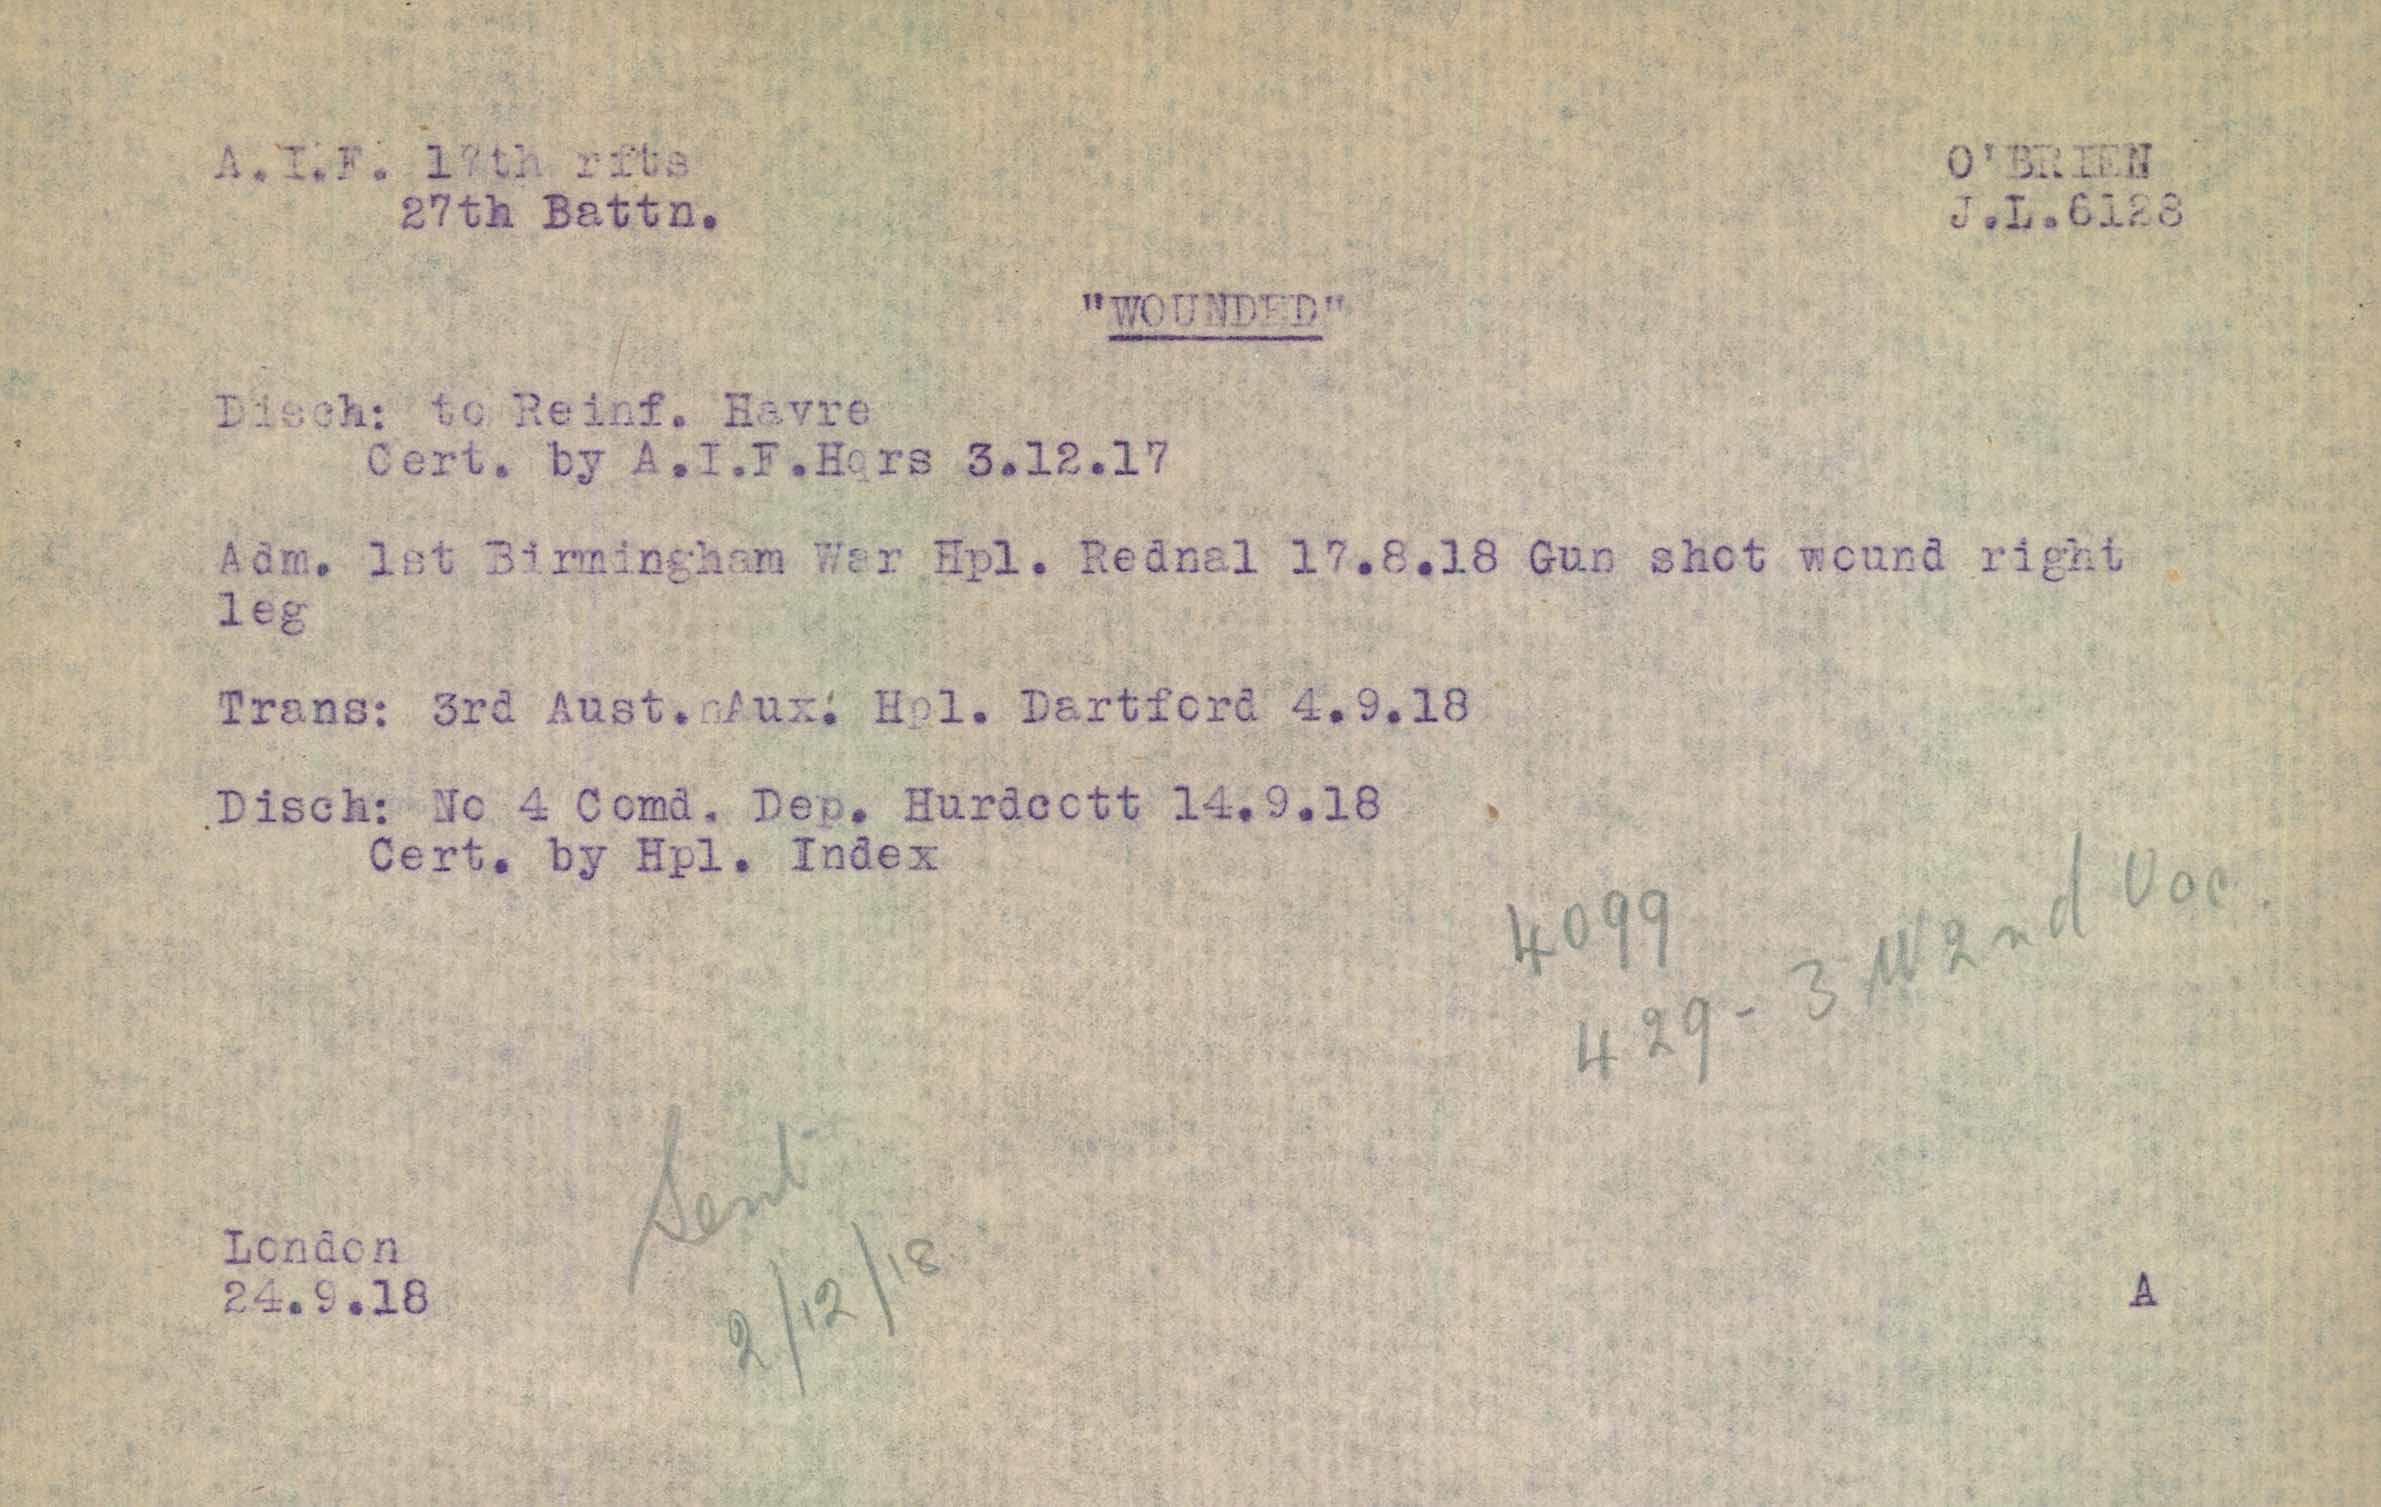 A.I.F. 17th rfts
27th Battn.
O'BRIEN
J.L.6128
"WOUNDED"
Disch: to Reinf. Havre
Cert. by A.I.F.Hqrs 3.12.17
Adm. 1st Birmingham War Hpl. Rednal 17.8.18 Gun shot wound right
leg
Trans: 3rd Aust. Aux. Hpl. Dartford 4.9.18
Disch: No 4 Comd. Dep. Hurdcott 14.9.18
Cert. by Hpl. Index
4099
429 - 3 W 2nd Voc.
Sent
2/12/18
London
24.9.18
A